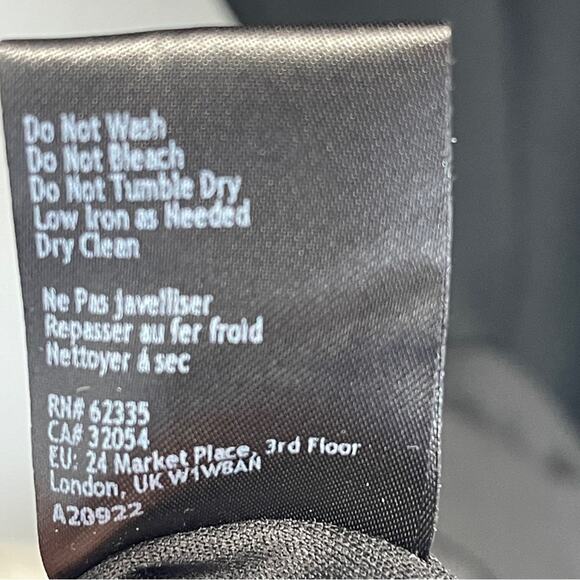 Do Not Wash
Do Not Bleach
Do Not Tumble Dry
Low Iron as Needed
Dry Clean
Ne Pas javelliser
Repasser au fer froid
Nettoyer à sec
RN# 62335
CA# 32054
EU: 24 Market Place, 3rd Floor
London, UK W1W8AN
A20922